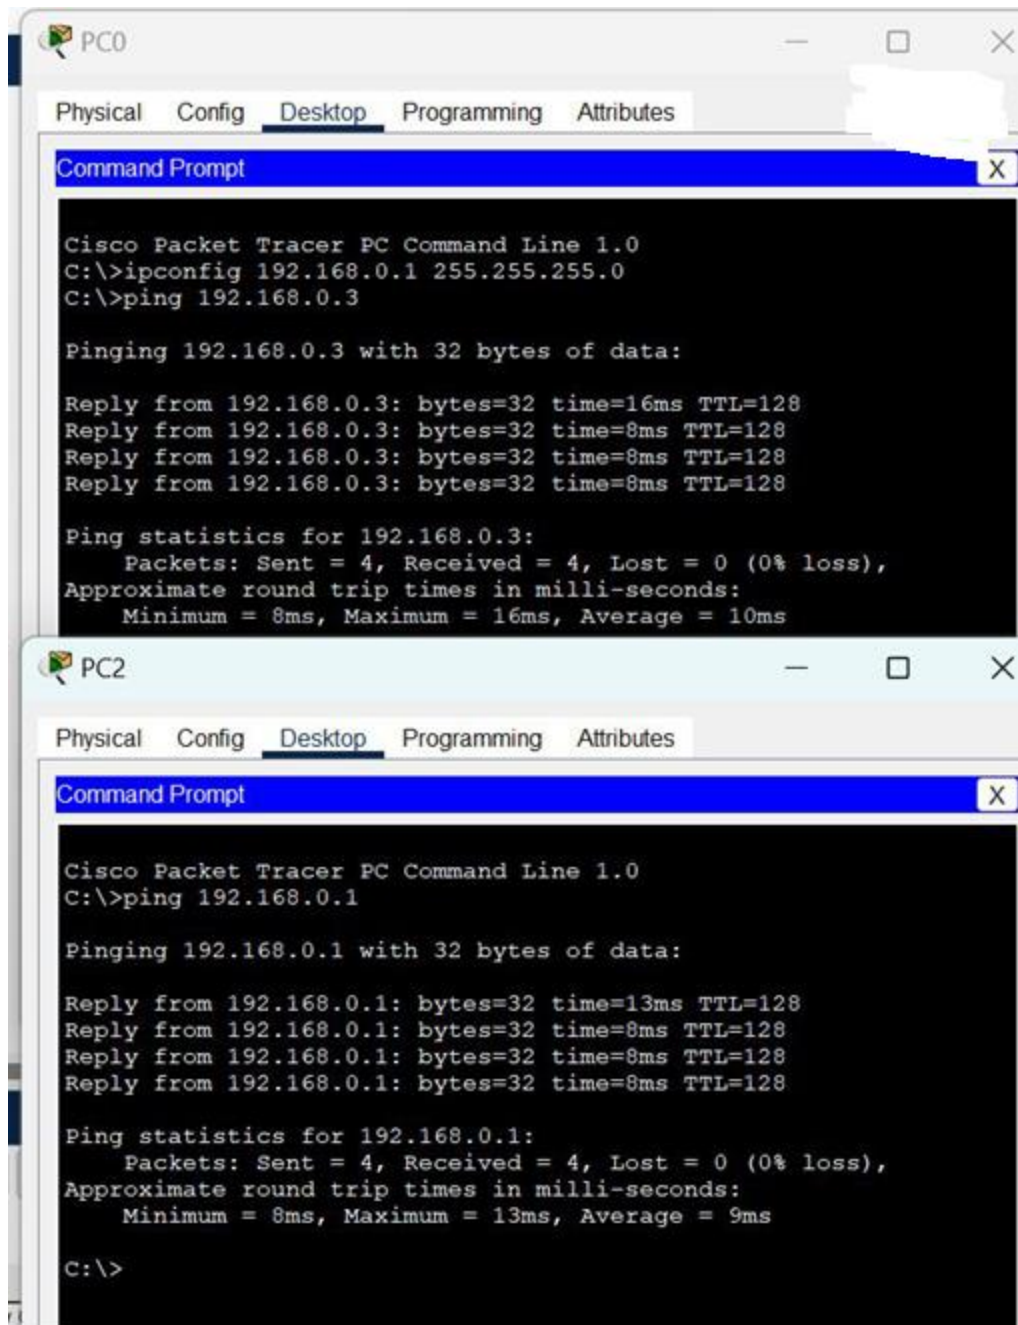 PC0
Physical Config Desktop Programming Attributes
Command Prompt
X
Cisco Packet Tracer PC Command Line 1.0
C:\>ipconfig 192.168.0.1 255.255.255.0
C:\>ping 192.168.0.3
Pinging 192.168.0.3 with 32 bytes of data:
Reply from 192.168.0.3: bytes=32 time=16ms TTL=128
Reply from 192.168.0.3: bytes=32 time=8ms TTL=128
Reply from 192.168.0.3: bytes=32 time=8ms TTL=128
Reply from 192.168.0.3: bytes=32 time=8ms TTL=128
Ping statistics for 192.168.0.3:
Packets: Sent = 4, Received = 4, Lost = 0 (0% loss),
Approximate round trip times in milli-seconds:
Minimum = 8ms, Maximum = 16ms, Average = 10ms
PC2
Physical Config Desktop Programming Attributes
Command Prompt
X
Cisco Packet Tracer PC Command Line 1.0
C:\>ping 192.168.0.1
Pinging 192.168.0.1 with 32 bytes of data:
Reply from 192.168.0.1: bytes=32 time=13ms TTL=128
Reply from 192.168.0.1: bytes=32 time=8ms TTL=128
Reply from 192.168.0.1: bytes=32 time=8ms TTL=128
Reply from 192.168.0.1: bytes=32 time=8ms TTL=128
Ping statistics for 192.168.0.1:
Packets: Sent = 4, Received = 4, Lost = 0 (0% loss),
Approximate round trip times in milli-seconds:
Minimum = 8ms, Maximum = 13ms, Average = 9ms
C:\>